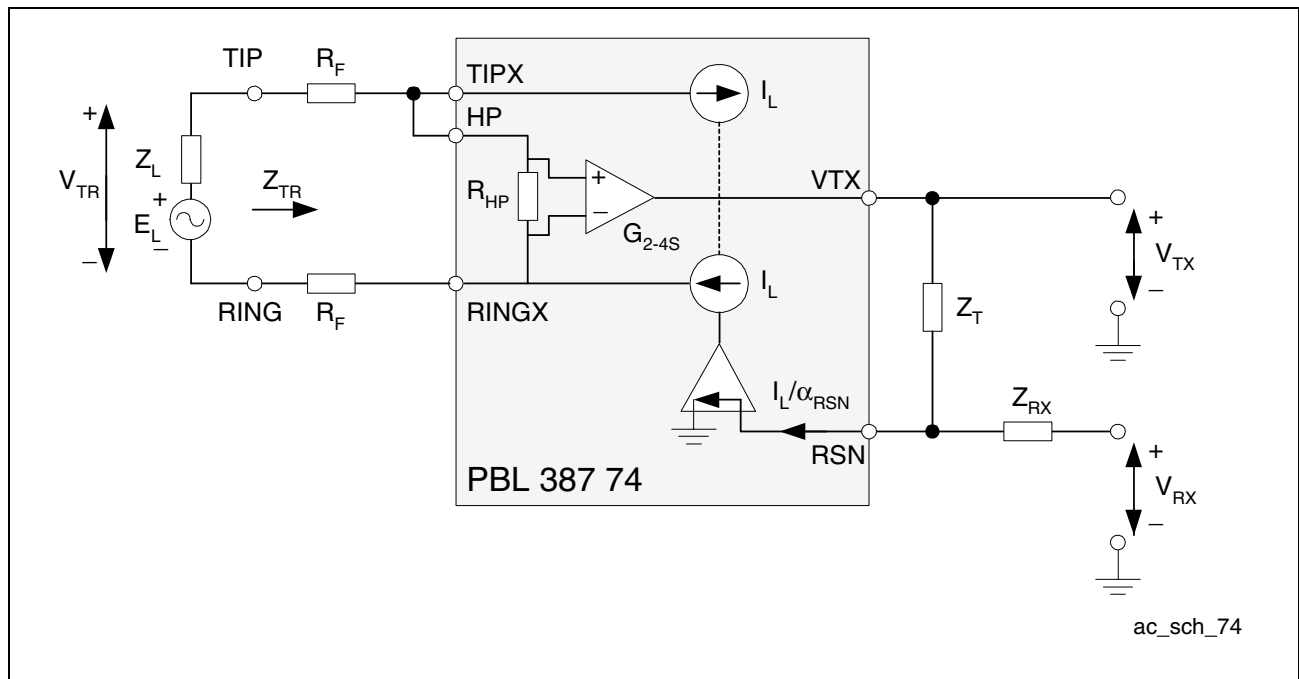 TIP
R_F
TIPX
I_L
HP
+
V_TR
–
Z_L
+
E_L
–
Z_TR
R_HP
+
–
G_2-4S
VTX
+
V_TX
–
RING
R_F
RINGX
I_L
Z_T
I_L/α_RSN
Z_RX
RSN
+
V_RX
–
PBL 387 74
ac_sch_74